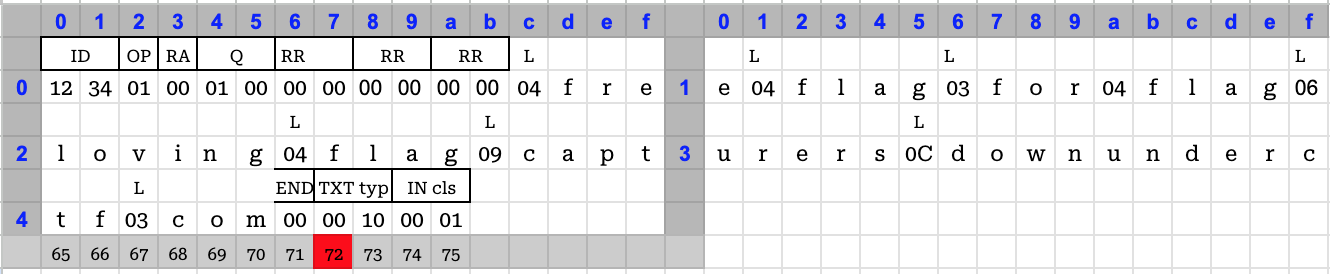 0 1 2 3 4 5 6 7 8 9 a b c d e f 0 1 2 3 4 5 6 7 8 9 a b c d e f
ID OP RA Q RR RR RR L L L L
0 12 34 01 00 01 00 00 00 00 00 00 00 04 f r e 1 e 04 f l a g 03 f o r 04 f l a g 06
L L L
2 l o v i n g 04 f l a g 09 c a p t 3 u r e r s 0C d o w n u n d e r c
L END TXT typ IN cls
4 t f 03 c o m 00 00 10 00 01
65 66 67 68 69 70 71 72 73 74 75